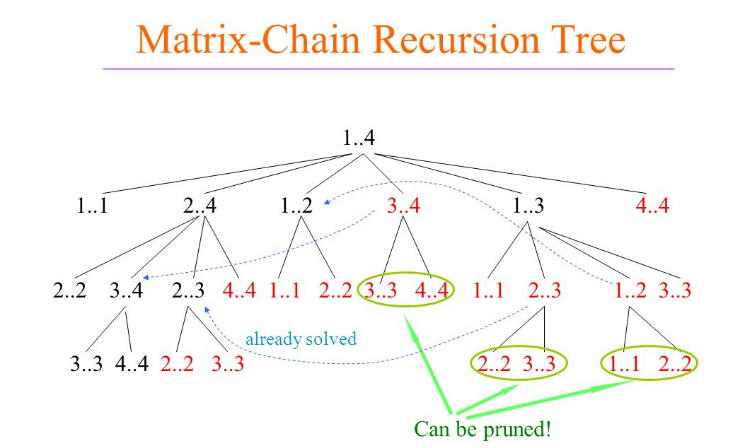 Matrix-Chain Recursion Tree
1..4
1..1 2..4 1..2 3..4 1..3 4..4
2..2 3..4 2..3 4..4 1..1 2..2 3..3 4..4 1..1 2..3 1..2 3..3
already solved
3..3 4..4 2..2 3..3 2..2 3..3 1..1 2..2
Can be pruned!